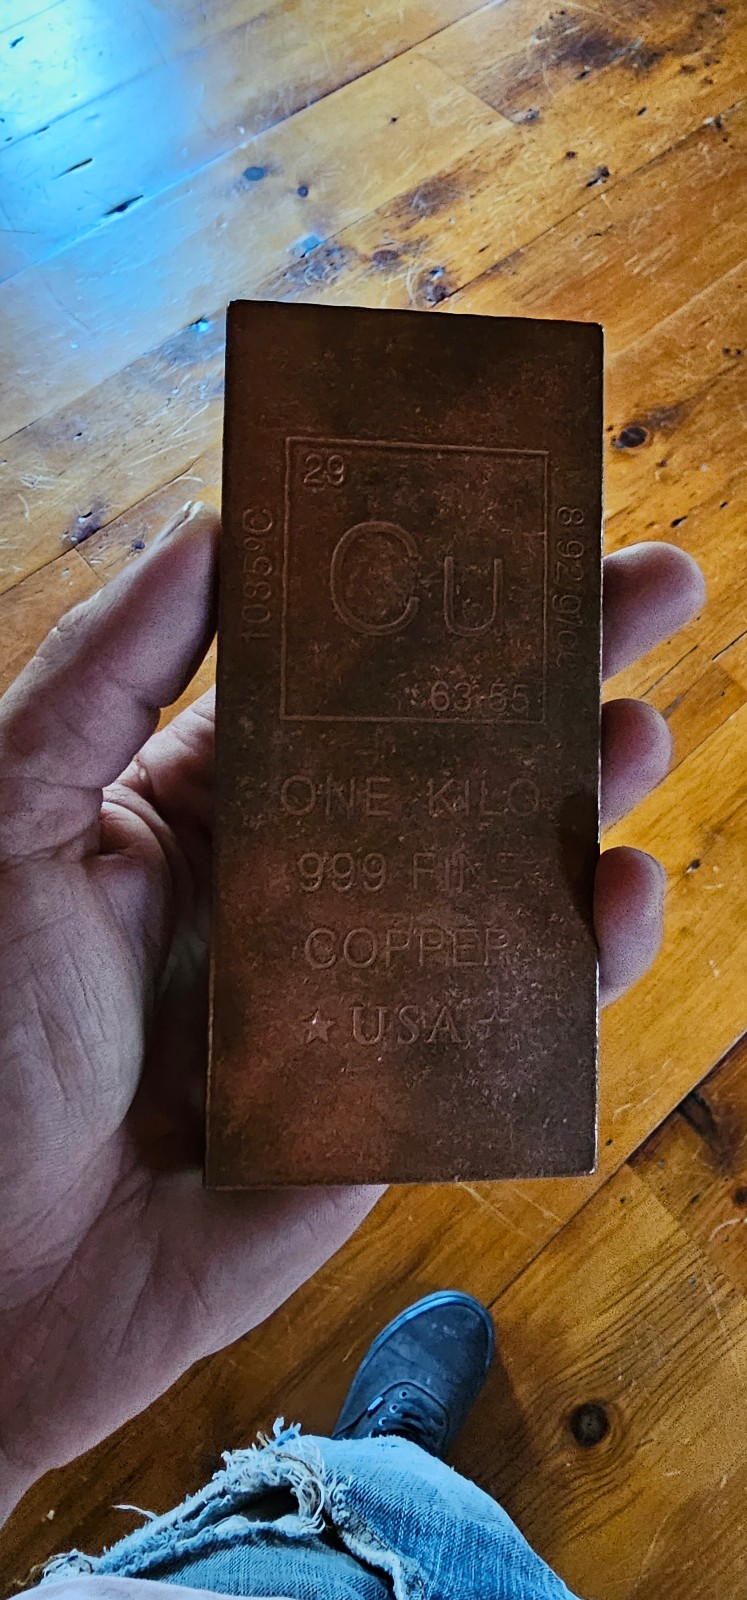 29
1085°C
Cu
8.92 g/cc
63.55
ONE KILO
999 FINE
COPPER
★ USA ★